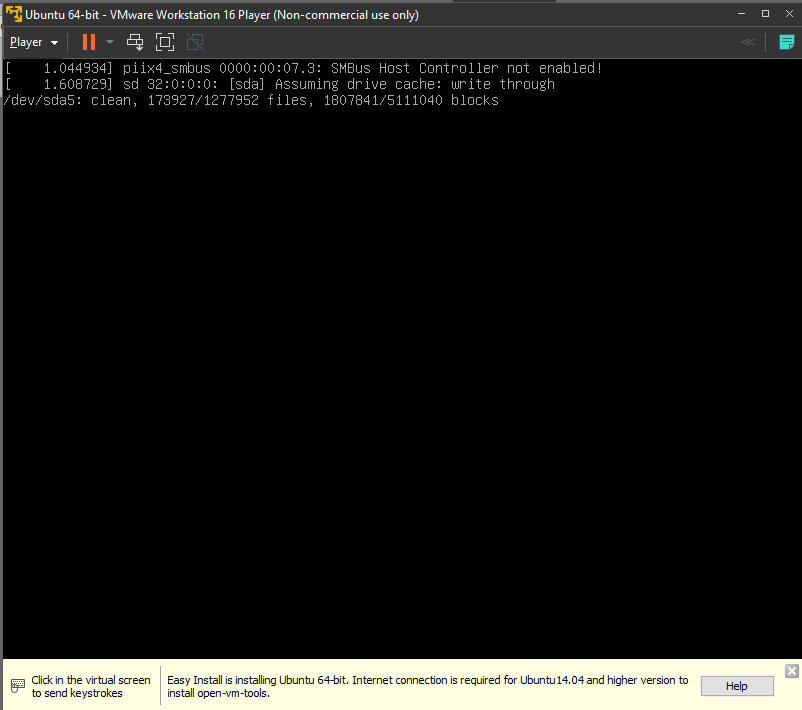 Ubuntu 64-bit - VMware Workstation 16 Player (Non-commercial use only)
Player
[    1.044934] piix4_smbus 0000:00:07.3: SMBus Host Controller not enabled!
[    1.608729] sd 32:0:0:0: [sda] Assuming drive cache: write through
/dev/sda5: clean, 173927/1277952 files, 1807841/5111040 blocks
Click in the virtual screen
to send keystrokes
Easy Install is installing Ubuntu 64-bit. Internet connection is required for Ubuntu14.04 and higher version to
install open-vm-tools.
Help